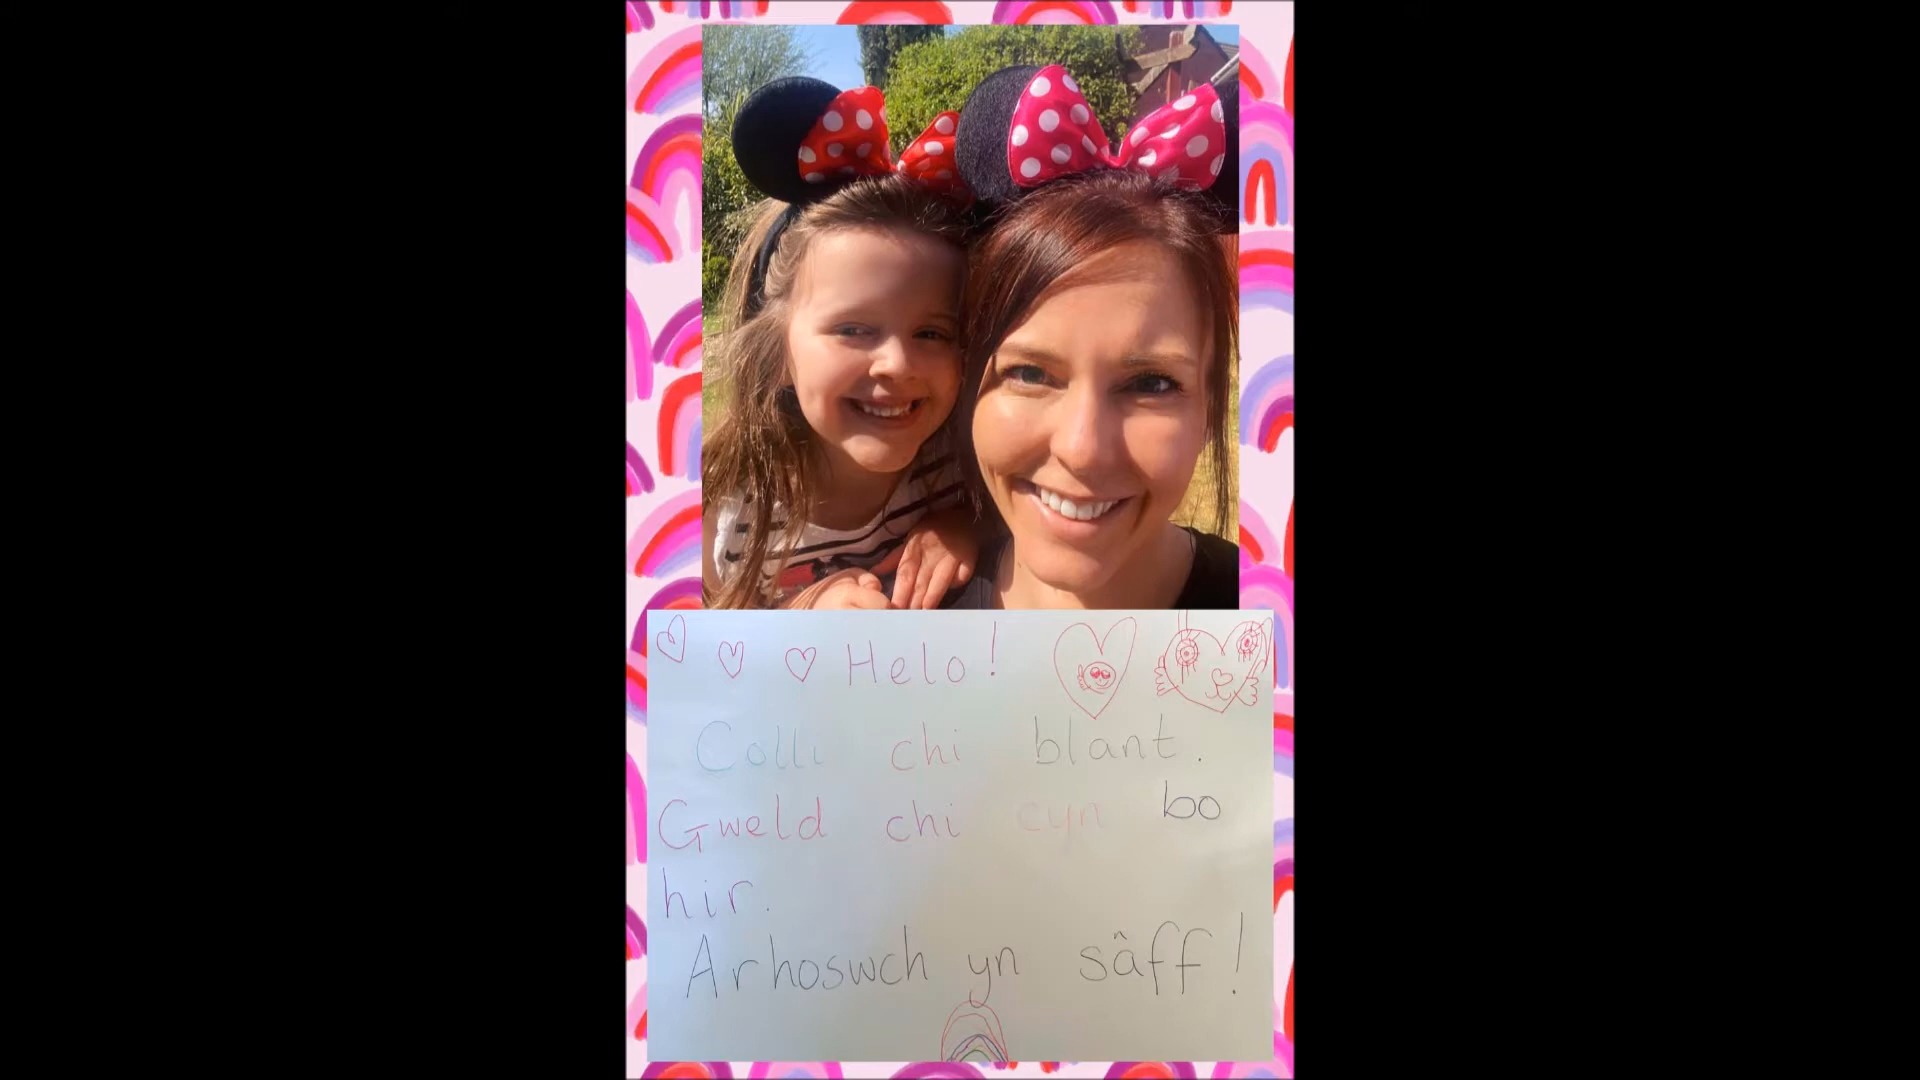 Helo!
Colli chi blant.
Gweld chi cyn bo
hir.
Arhoswch yn sâff!